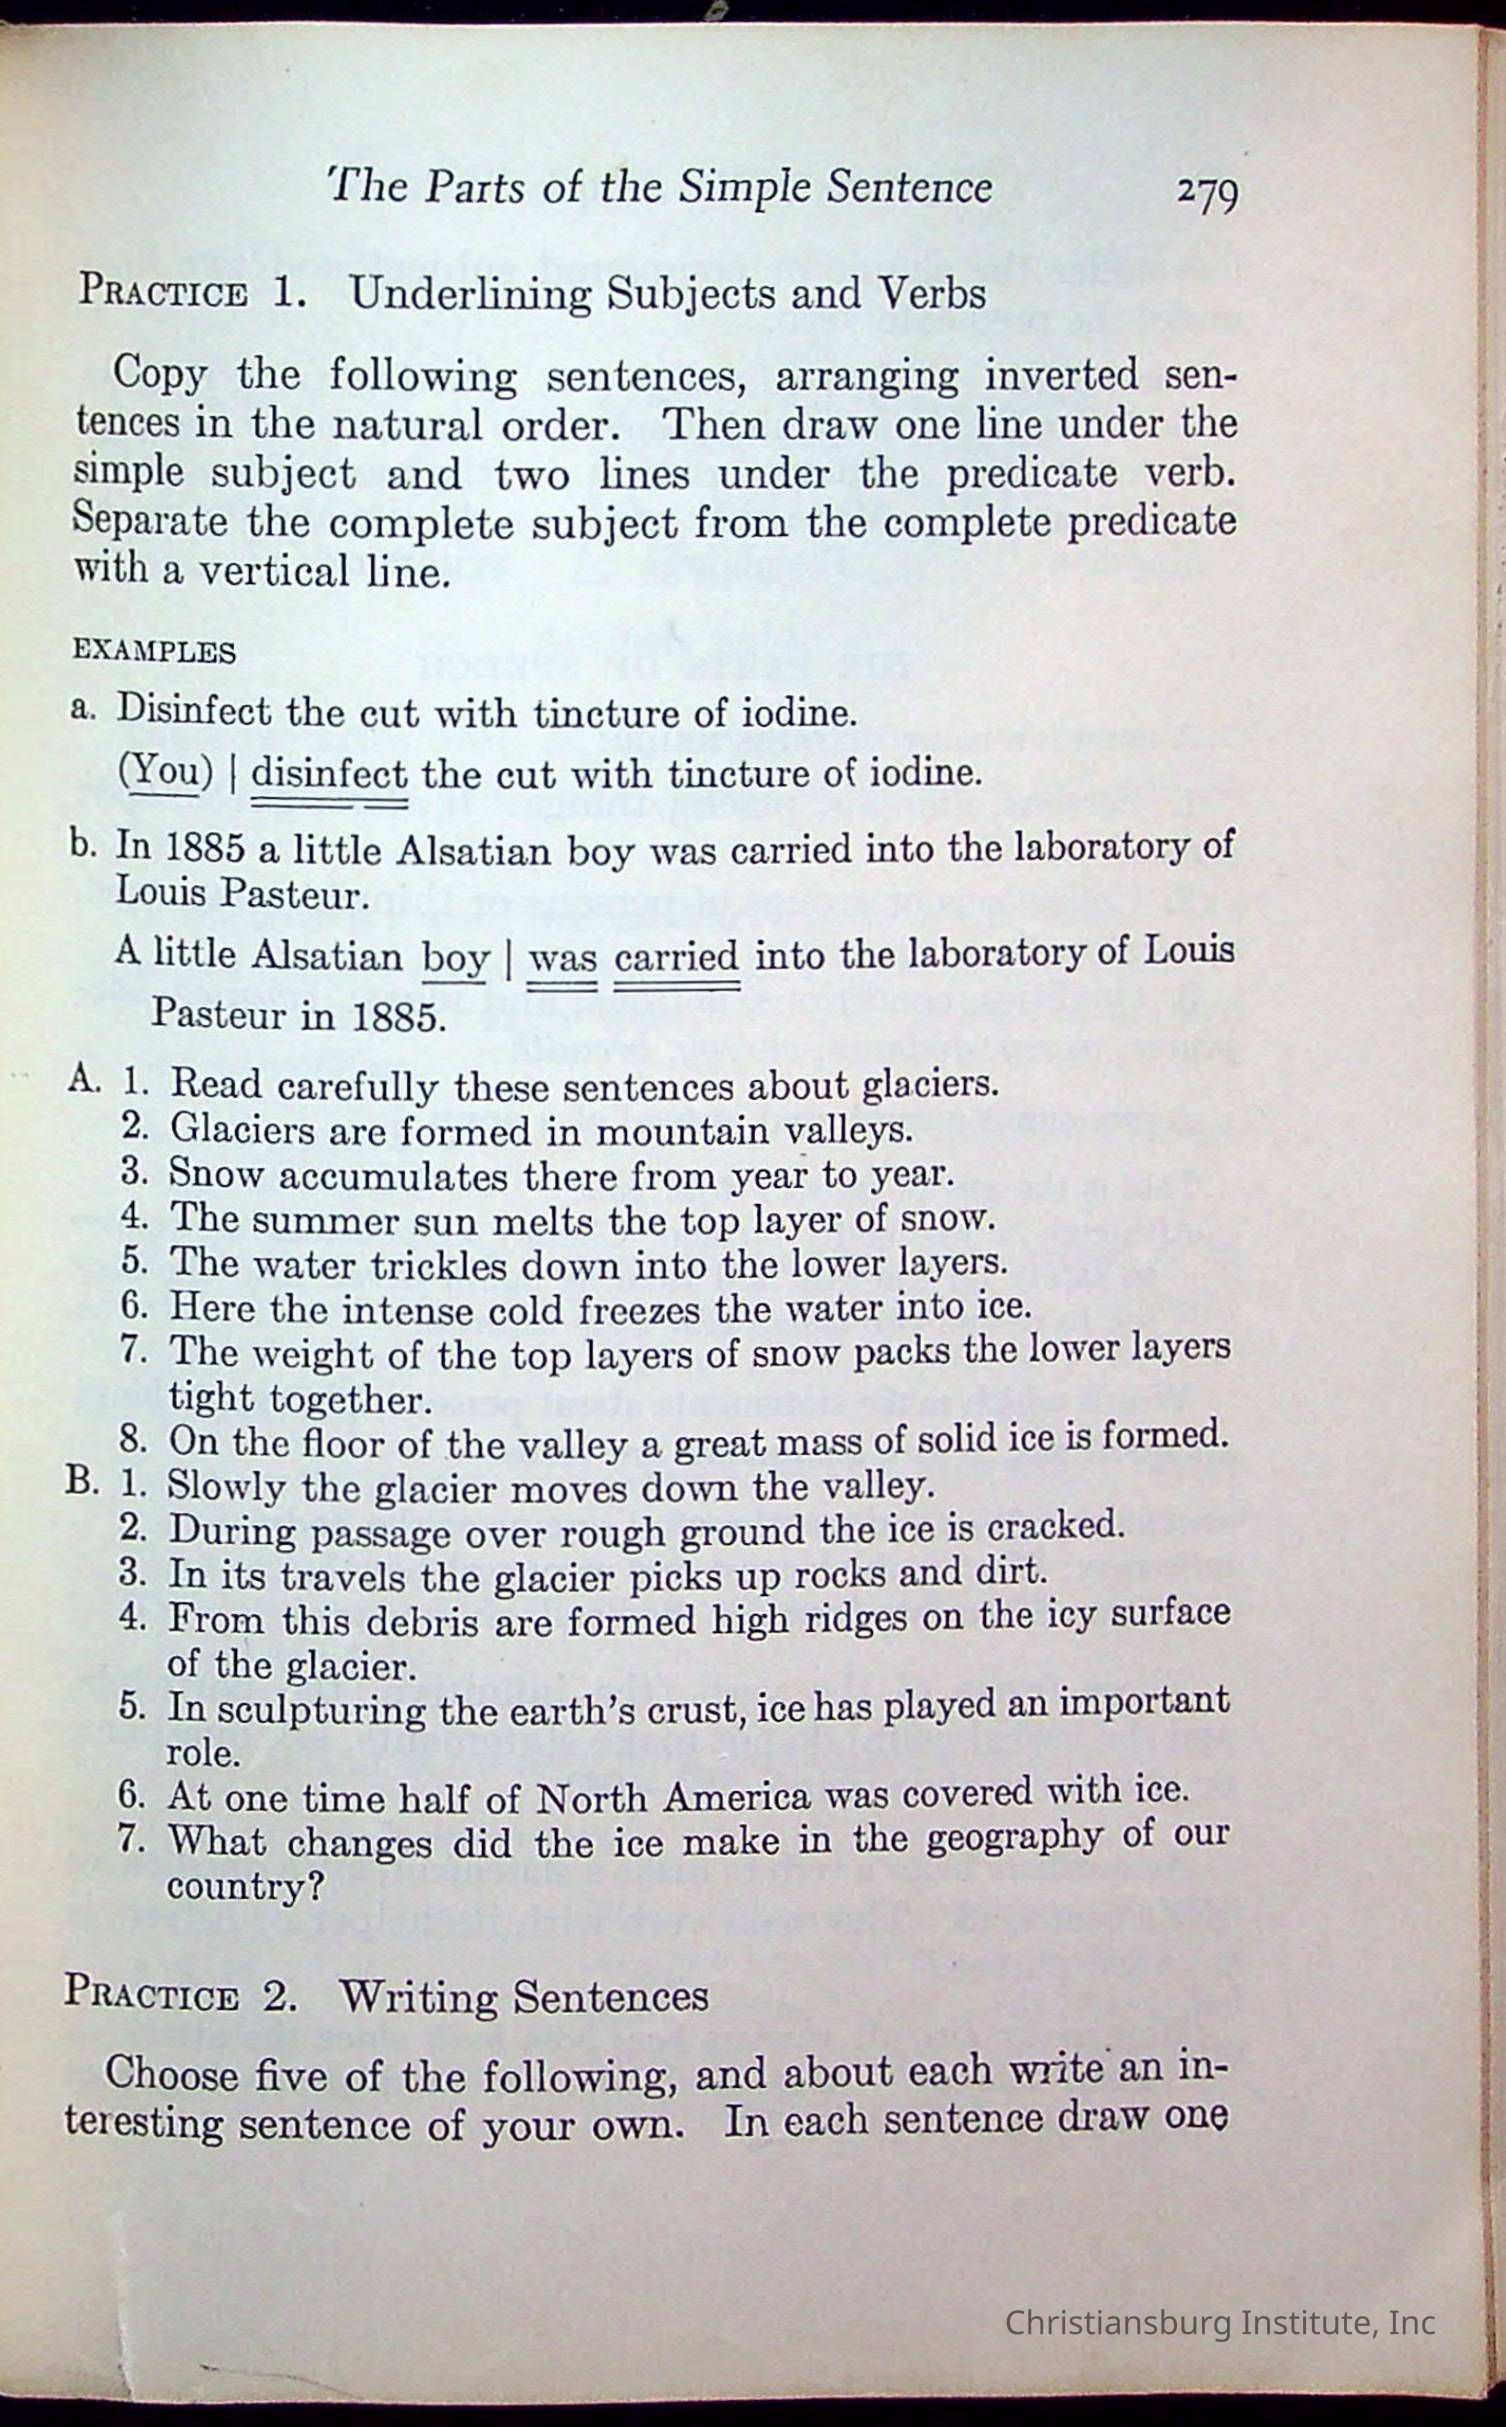 The Parts of the Simple Sentence 279
PRACTICE 1. Underlining Subjects and Verbs
Copy the following sentences, arranging inverted sen-
tences in the natural order. Then draw one line under the
simple subject and two lines under the predicate verb.
Separate the complete subject from the complete predicate
with a vertical line.
EXAMPLES
a. Disinfect the cut with tincture of iodine.
(You) | disinfect the cut with tincture of iodine.
b. In 1885 a little Alsatian boy was carried into the laboratory of
Louis Pasteur.
A little Alsatian boy | was carried into the laboratory of Louis
Pasteur in 1885.
A. 1. Read carefully these sentences about glaciers.
2. Glaciers are formed in mountain valleys.
3. Snow accumulates there from year to year.
4. The summer sun melts the top layer of snow.
5. The water trickles down into the lower layers.
6. Here the intense cold freezes the water into ice.
7. The weight of the top layers of snow packs the lower layers
tight together.
8. On the floor of the valley a great mass of solid ice is formed.
B. 1. Slowly the glacier moves down the valley.
2. During passage over rough ground the ice is cracked.
3. In its travels the glacier picks up rocks and dirt.
4. From this debris are formed high ridges on the icy surface
of the glacier.
5. In sculpturing the earth's crust, ice has played an important
role.
6. At one time half of North America was covered with ice.
7. What changes did the ice make in the geography of our
country?
PRACTICE 2. Writing Sentences
Choose five of the following, and about each write an in-
teresting sentence of your own. In each sentence draw one
Christiansburg Institute, Inc